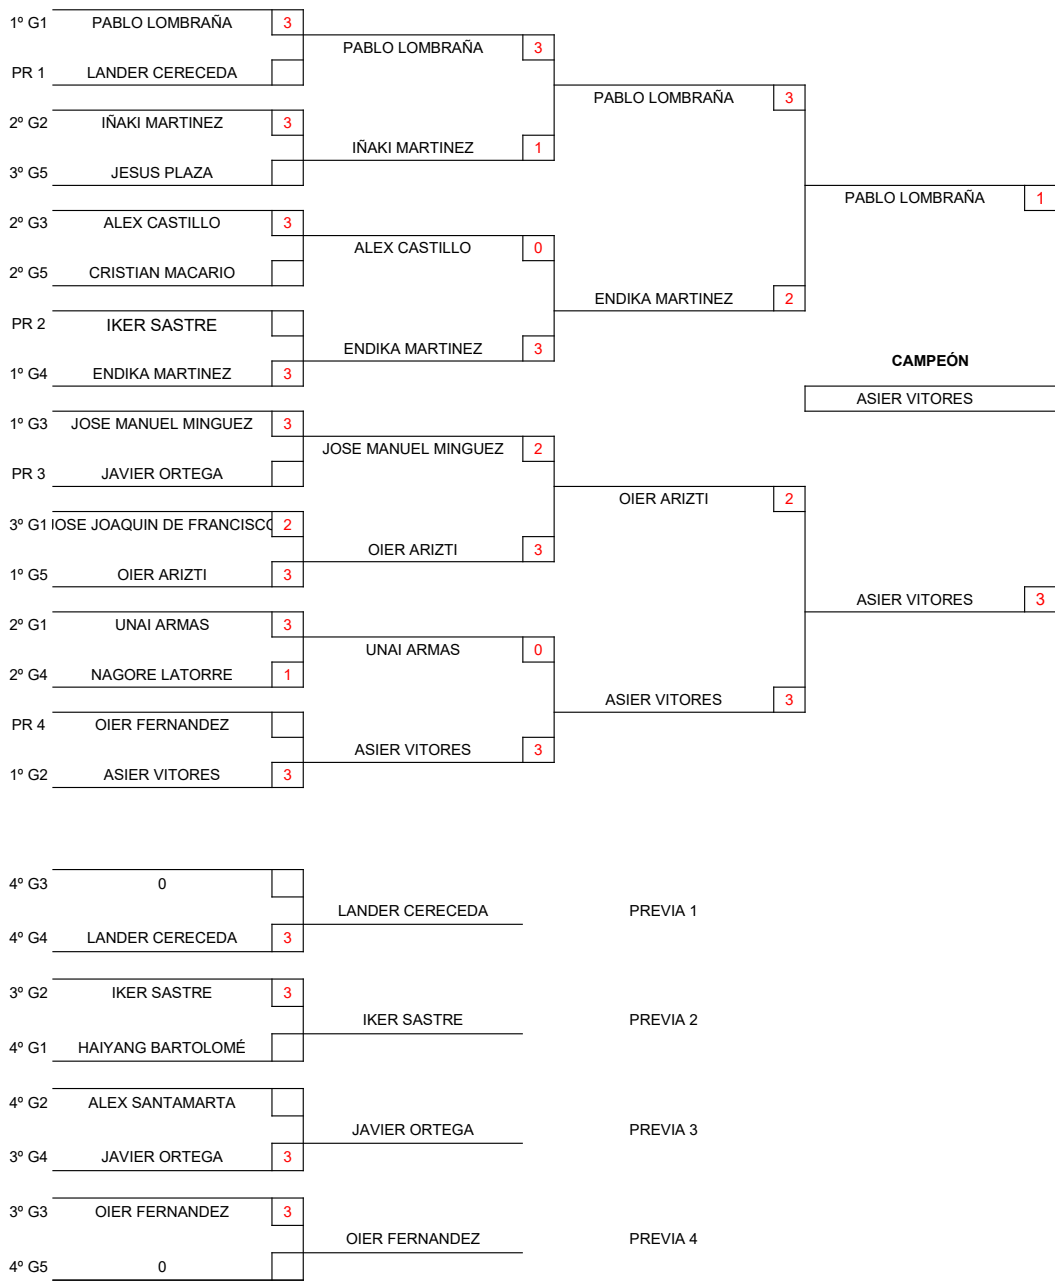 1º G1 PABLO LOMBRAÑA 3
PABLO LOMBRAÑA 3
PR 1 LANDER CERECEDA
PABLO LOMBRAÑA 3
2º G2 IÑAKI MARTINEZ 3
IÑAKI MARTINEZ 1
3º G5 JESUS PLAZA
PABLO LOMBRAÑA 1
2º G3 ALEX CASTILLO 3
ALEX CASTILLO 0
2º G5 CRISTIAN MACARIO
ENDIKA MARTINEZ 2
PR 2 IKER SASTRE
ENDIKA MARTINEZ 3
CAMPEÓN
1º G4 ENDIKA MARTINEZ 3
ASIER VITORES
1º G3 JOSE MANUEL MINGUEZ 3
JOSE MANUEL MINGUEZ 2
PR 3 JAVIER ORTEGA
OIER ARIZTI 2
3º G1 JOSE JOAQUIN DE FRANCISCO 2
OIER ARIZTI 3
1º G5 OIER ARIZTI 3
ASIER VITORES 3
2º G1 UNAI ARMAS 3
UNAI ARMAS 0
2º G4 NAGORE LATORRE 1
ASIER VITORES 3
PR 4 OIER FERNANDEZ
ASIER VITORES 3
1º G2 ASIER VITORES 3
4º G3 0
LANDER CERECEDA PREVIA 1
4º G4 LANDER CERECEDA 3
3º G2 IKER SASTRE 3
IKER SASTRE PREVIA 2
4º G1 HAIYANG BARTOLOMÉ
4º G2 ALEX SANTAMARTA
JAVIER ORTEGA PREVIA 3
3º G4 JAVIER ORTEGA 3
3º G3 OIER FERNANDEZ 3
OIER FERNANDEZ PREVIA 4
4º G5 0